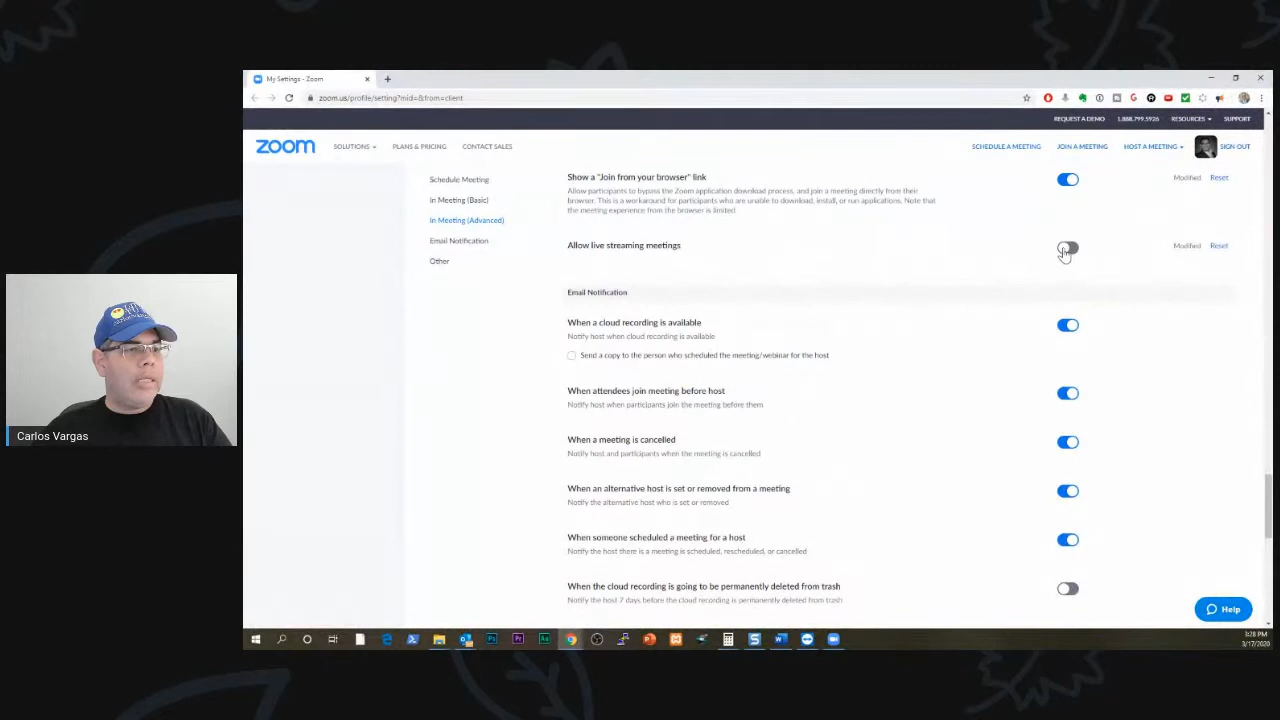 My Settings - Zoom
zoom.us/profile/setting?mid=&from=client
REQUEST A DEMO 1.888.799.5926 RESOURCES SUPPORT
zoom SOLUTIONS PLANS & PRICING CONTACT SALES SCHEDULE A MEETING JOIN A MEETING HOST A MEETING SIGN OUT
Schedule Meeting
In Meeting (Basic)
In Meeting (Advanced)
Email Notification
Other
Show a "Join from your browser" link Modified Reset
Allow participants to bypass the Zoom application download process, and join a meeting directly from their
browser. This is a workaround for participants who are unable to download, install, or run applications. Note that
the meeting experience from the browser is limited
Allow live streaming meetings Modified Reset
Email Notification
When a cloud recording is available
Notify host when cloud recording is available
Send a copy to the person who scheduled the meeting/webinar for the host
When attendees join meeting before host
Notify host when participants join the meeting before them
When a meeting is cancelled
Notify host and participants when the meeting is cancelled
When an alternative host is set or removed from a meeting
Notify the alternative host who is set or removed
When someone scheduled a meeting for a host
Notify the host there is a meeting is scheduled, rescheduled, or cancelled
When the cloud recording is going to be permanently deleted from trash
Notify the host 7 days before the cloud recording is permanently deleted from trash
Help
3:28 PM
3/17/2020
Carlos Vargas